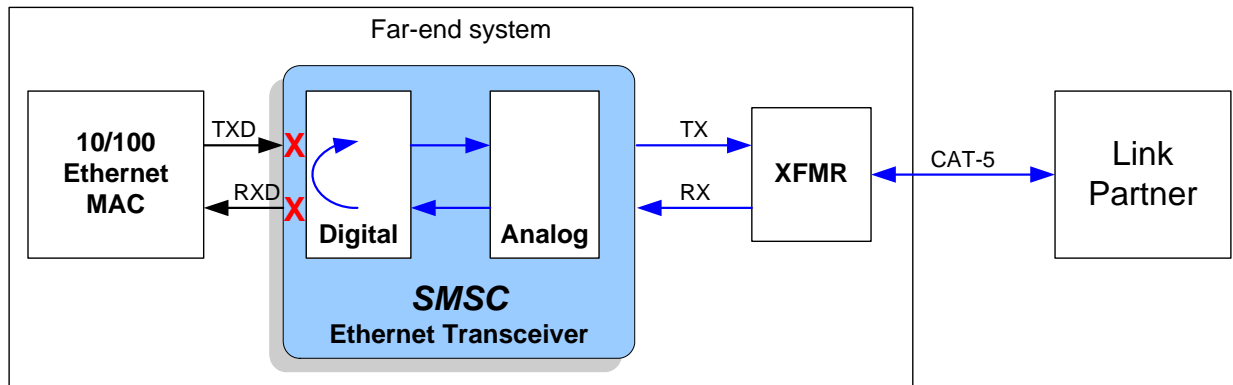 Far-end system
10/100
Ethernet
MAC
TXD
RXD
X
X
Digital
Analog
SMSC
Ethernet Transceiver
TX
RX
XFMR
CAT-5
Link
Partner